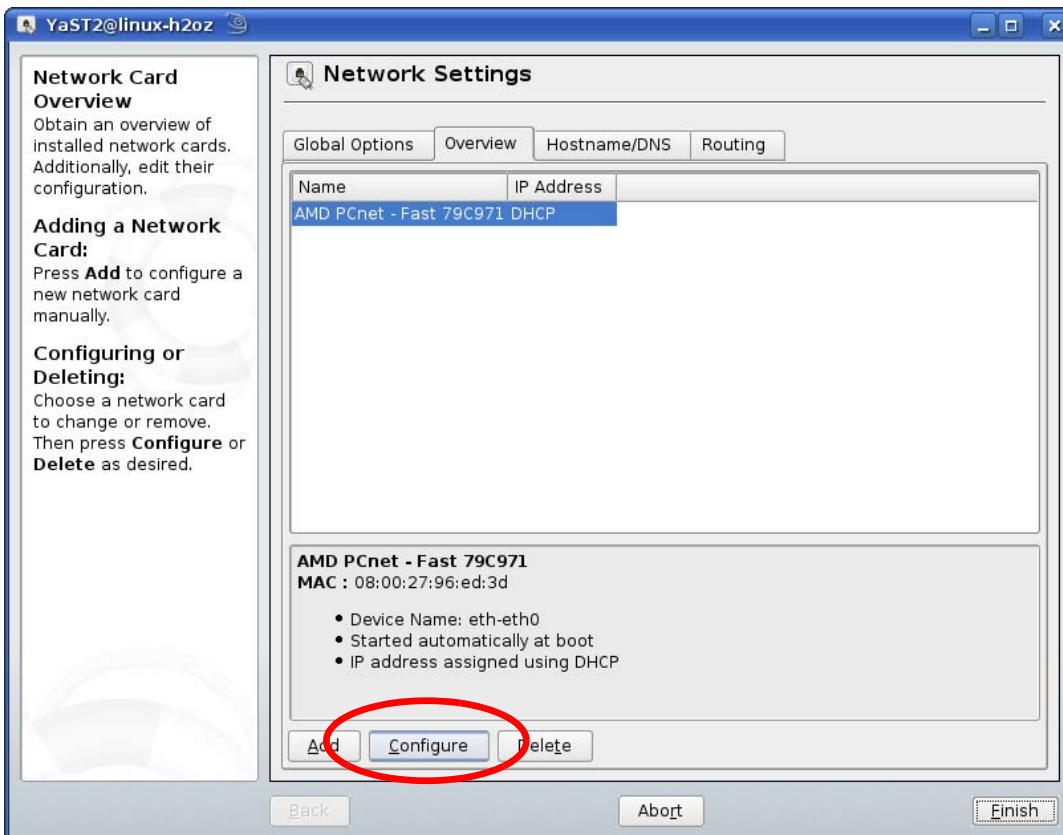 YaST2@linux-h2oz
Network Card
Overview
Obtain an overview of
installed network cards.
Additionally, edit their
configuration.
Adding a Network
Card:
Press Add to configure a
new network card
manually.
Configuring or
Deleting:
Choose a network card
to change or remove.
Then press Configure or
Delete as desired.
Network Settings
Global Options Overview Hostname/DNS Routing
Name IP Address
AMD PCnet - Fast 79C971 DHCP
AMD PCnet - Fast 79C971
MAC : 08:00:27:96:ed:3d
• Device Name: eth-eth0
• Started automatically at boot
• IP address assigned using DHCP
Add Configure Delete
Back Abort Finish